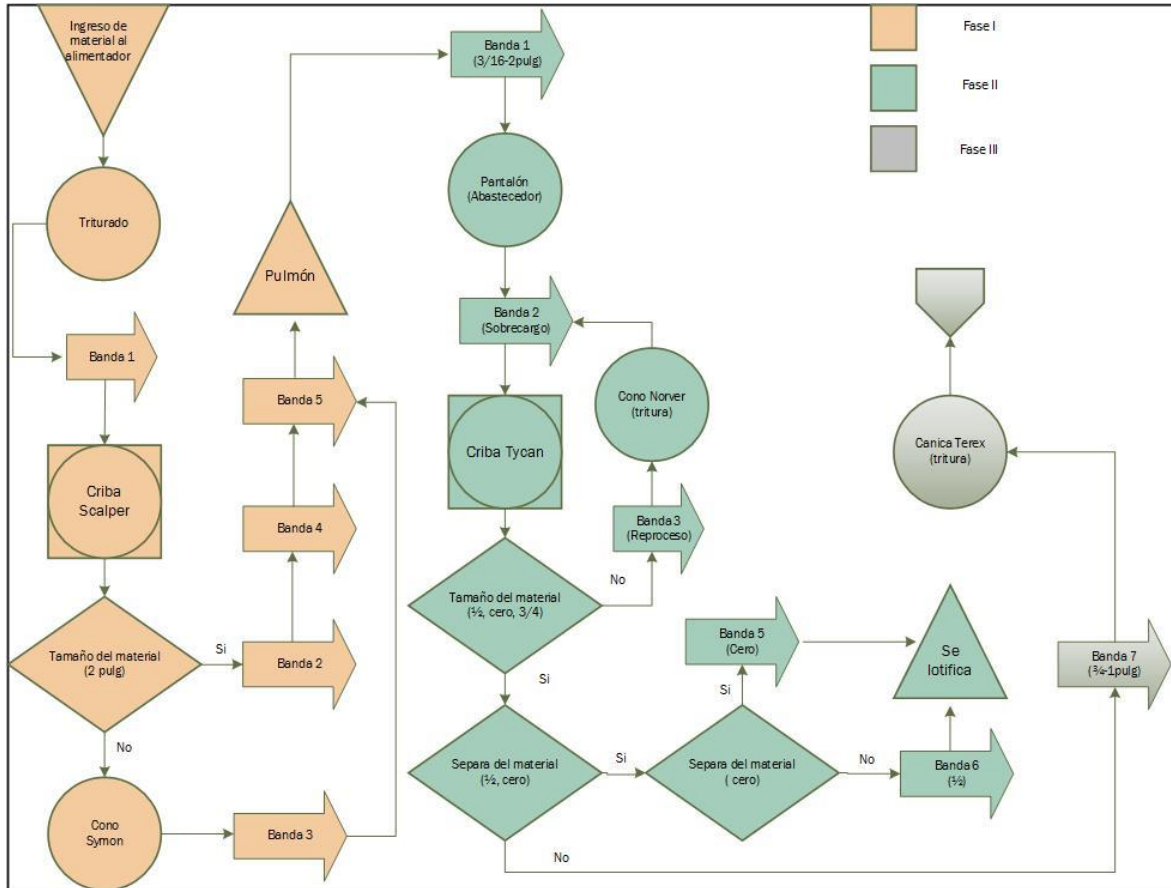 Ingreso de
material al
alimentador
Triturado
Banda 1
Criba
Scalper
Tamaño del material
(2 pulg)
Si
No
Cono
Symon
Banda 3
Banda 2
Banda 4
Banda 5
Pulmón
Banda 1
(3/16-2pulg)
Pantalón
(Abastecedor)
Banda 2
(Sobrecargo)
Criba Tycan
Cono Norver
(tritura)
Banda 3
(Reproceso)
Tamaño del material
(½, cero, 3/4)
No
Si
Separa del material
(½, cero)
Si
No
Separa del material
( cero)
Si
No
Banda 5
(Cero)
Banda 6
(½)
Se
lotifica
Banda 7
(¾-1pulg)
Canica Terex
(tritura)
Fase I
Fase II
Fase III